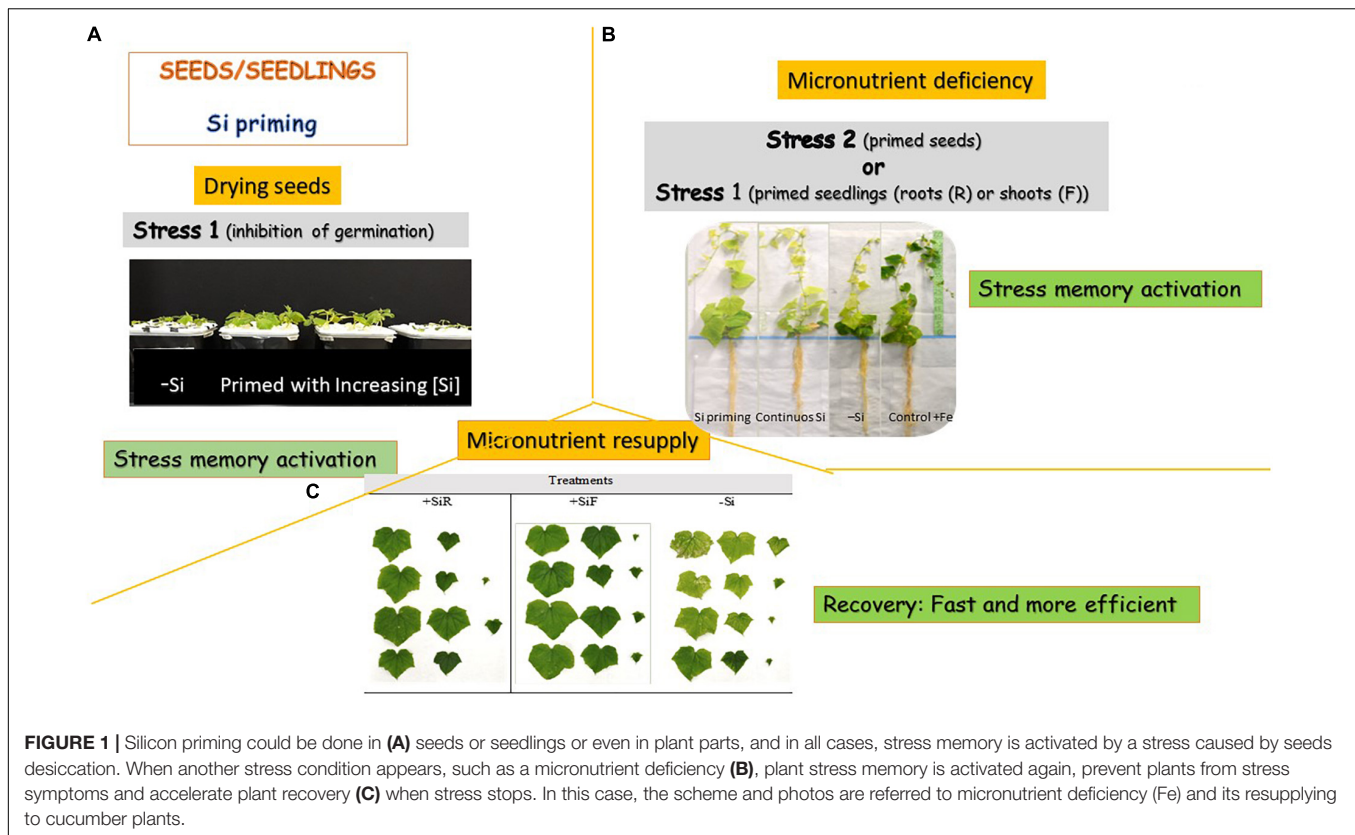 A
SEEDS/SEEDLINGS
Si priming
Drying seeds
Stress 1 (inhibition of germination)
-Si Primed with Increasing [Si]
Stress memory activation
B
Micronutrient deficiency
Stress 2 (primed seeds)
or
Stress 1 (primed seedlings (roots (R) or shoots (F))
Si priming Continuos Si -Si Control +Fe
Stress memory activation
Micronutrient resupply
C
Treatments
+SiR +SiF -Si
Recovery: Fast and more efficient
FIGURE 1 | Silicon priming could be done in (A) seeds or seedlings or even in plant parts, and in all cases, stress memory is activated by a stress caused by seeds
desiccation. When another stress condition appears, such as a micronutrient deficiency (B), plant stress memory is activated again, prevent plants from stress
symptoms and accelerate plant recovery (C) when stress stops. In this case, the scheme and photos are referred to micronutrient deficiency (Fe) and its resupplying
to cucumber plants.